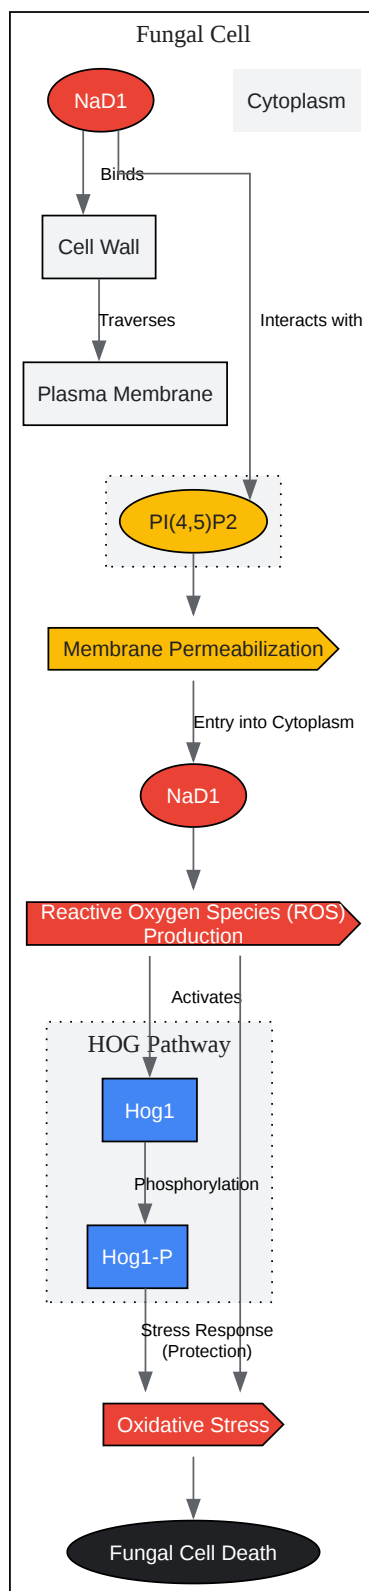 Fungal Cell
NaD1
Cytoplasm
Binds
Cell Wall
Traverses
Interacts with
Plasma Membrane
PI(4,5)P2
Membrane Permeabilization
Entry into Cytoplasm
NaD1
Reactive Oxygen Species (ROS)
Production
Activates
HOG Pathway
Hog1
Phosphorylation
Hog1-P
Stress Response
(Protection)
Oxidative Stress
Fungal Cell Death